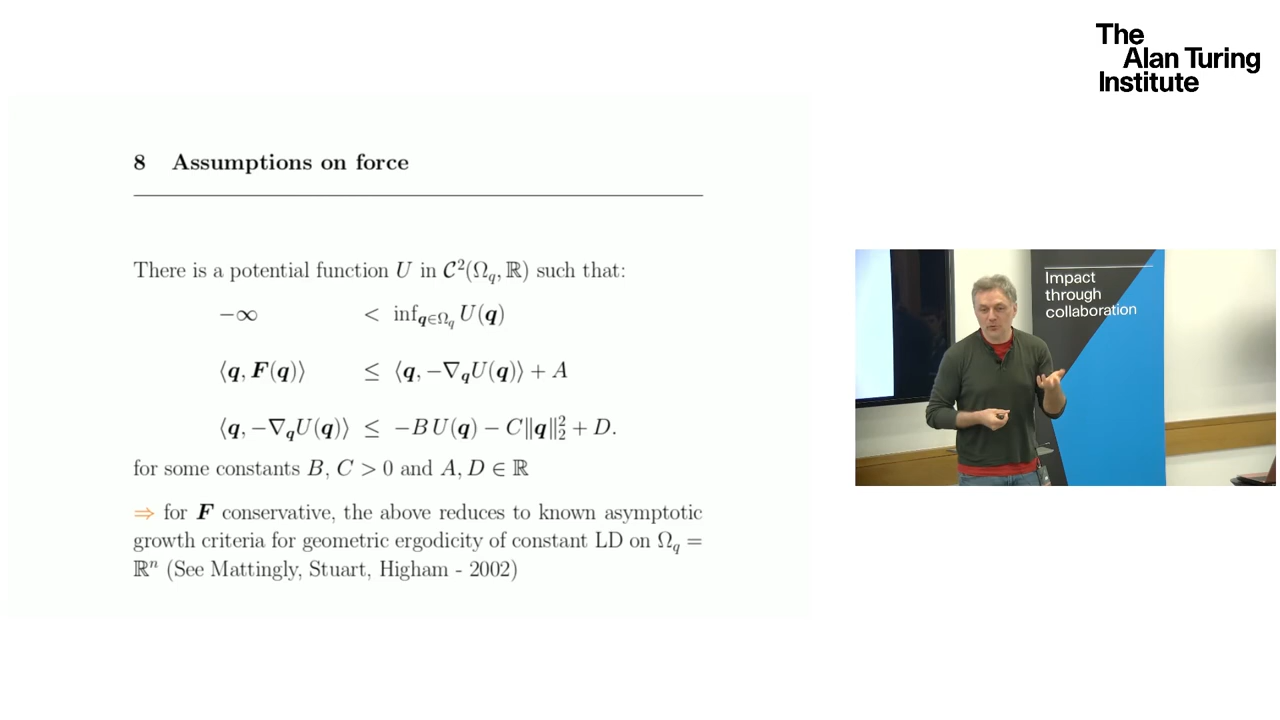 The
Alan Turing
Institute
8 Assumptions on force
There is a potential function U in 𝒞²(Ω_q, ℝ) such that:
−∞ < inf_{q∈Ω_q} U(q)
⟨q, F(q)⟩ ≤ ⟨q, −∇_q U(q)⟩ + A
⟨q, −∇_q U(q)⟩ ≤ −B U(q) − C‖q‖₂² + D.
for some constants B, C > 0 and A, D ∈ ℝ
⇒ for F conservative, the above reduces to known asymptotic
growth criteria for geometric ergodicity of constant LD on Ω_q =
ℝⁿ (See Mattingly, Stuart, Higham - 2002)
Impact
through
collaboration